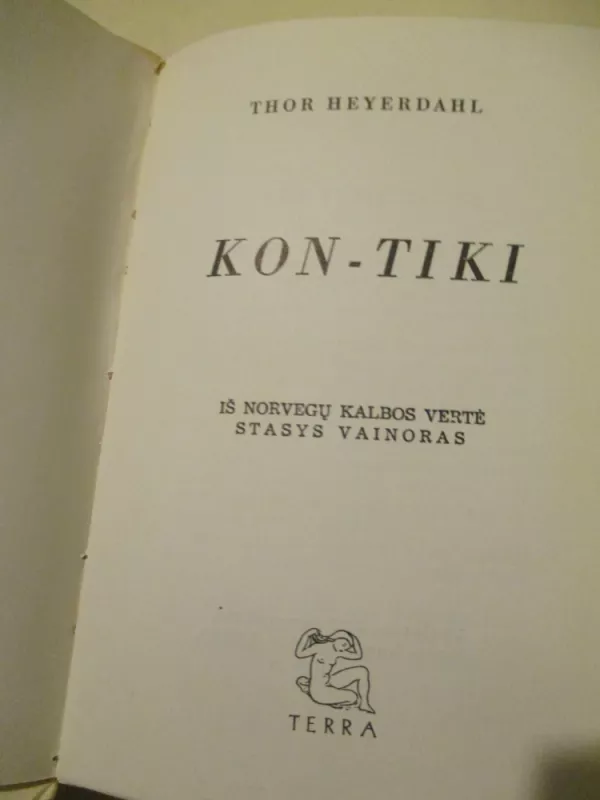 THOR HEYERDAHL
KON-TIKI
IŠ NORVEGŲ KALBOS VERTĖ
STASYS VAINORAS
TERRA